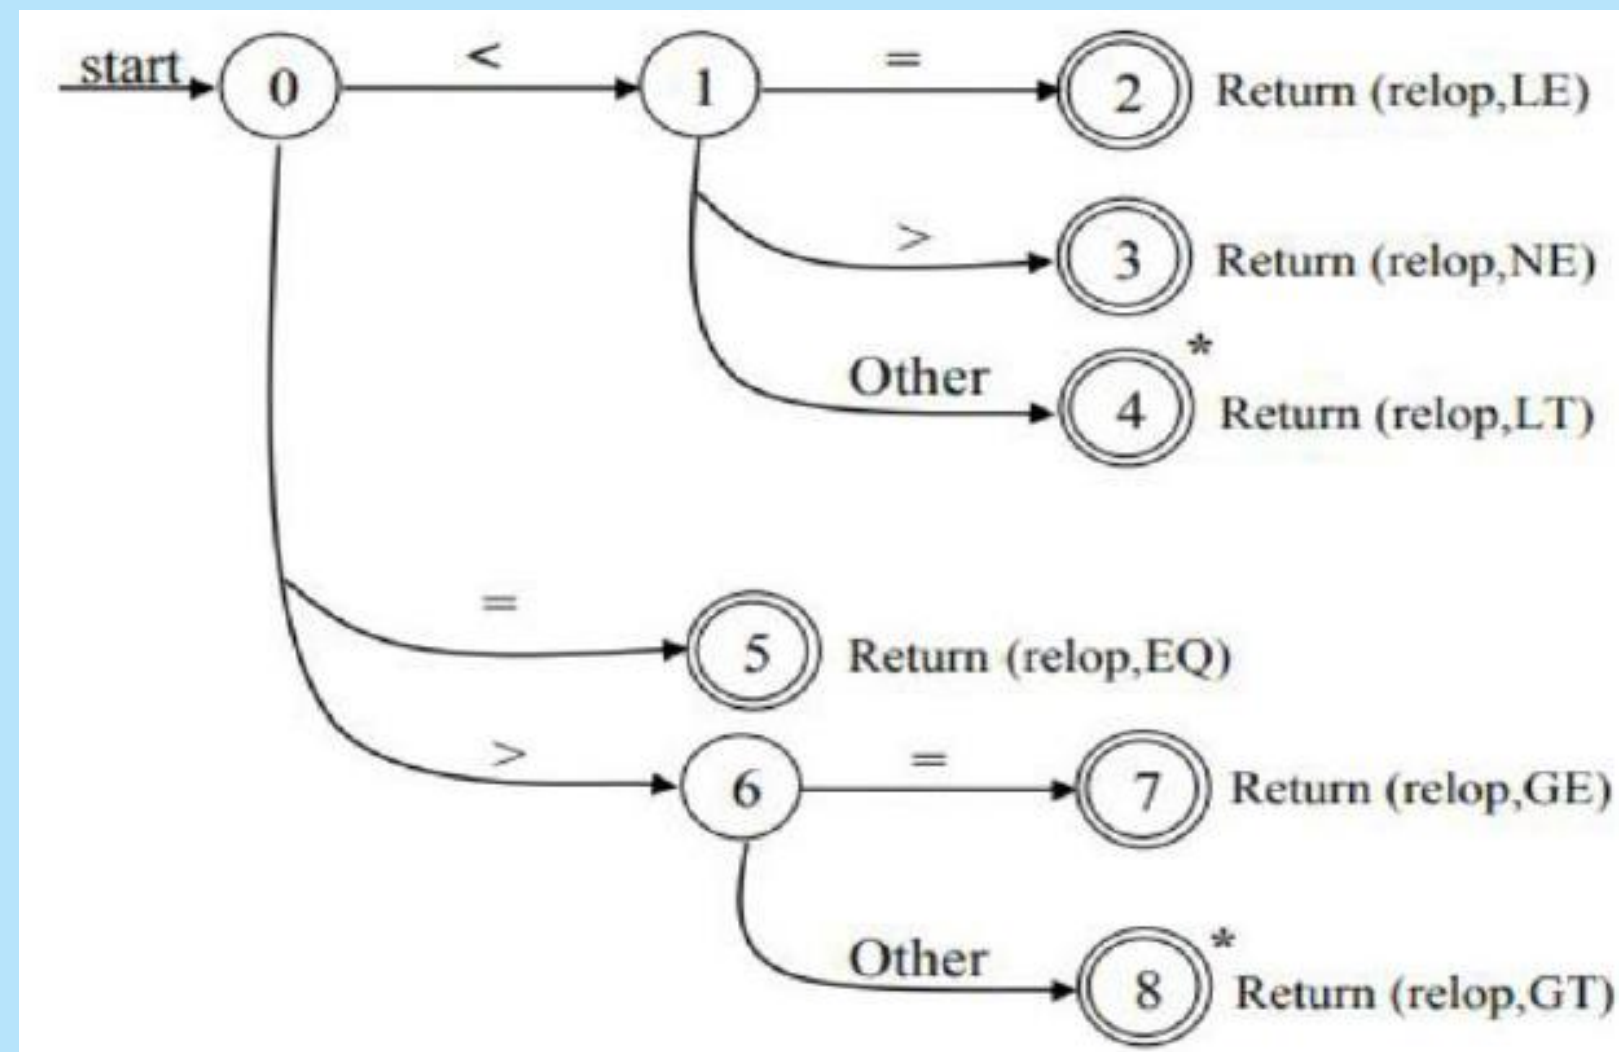 start 0 < 1 = 2 Return (relop,LE)
> 3 Return (relop,NE)
Other 4 * Return (relop,LT)
= 5 Return (relop,EQ)
> 6 = 7 Return (relop,GE)
Other 8 * Return (relop,GT)